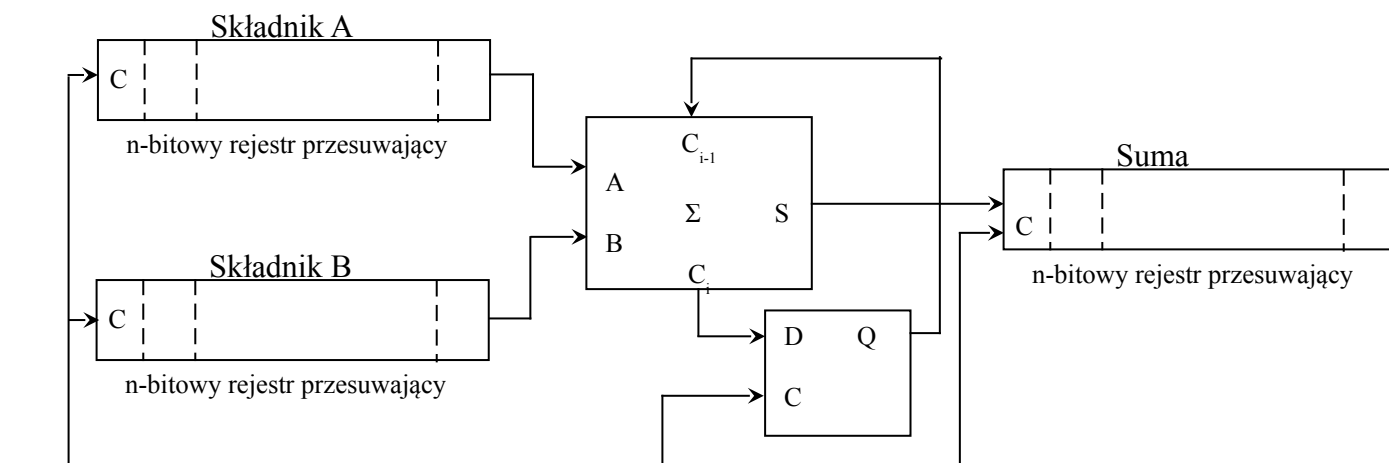 Składnik A
C
n-bitowy rejestr przesuwający
Składnik B
C
n-bitowy rejestr przesuwający
C i-1
A
Σ S
B
C i
D Q
C
Suma
C
n-bitowy rejestr przesuwający